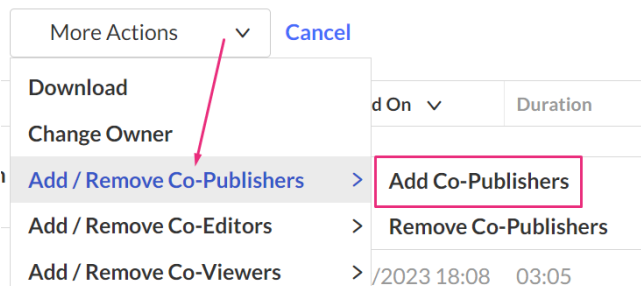 More Actions Cancel
Download
d On Duration
Change Owner
Add / Remove Co-Publishers Add Co-Publishers
Add / Remove Co-Editors Remove Co-Publishers
Add / Remove Co-Viewers /2023 18:08 03:05